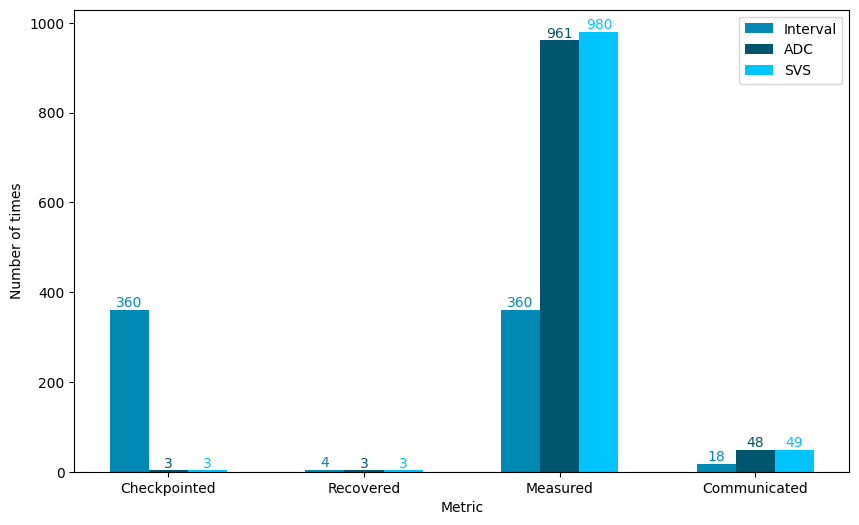 1000
800
600
400
200
0
Number of times
Interval
ADC
SVS
360
3
3
4
3
3
360
961
980
18
48
49
Checkpointed
Recovered
Measured
Communicated
Metric